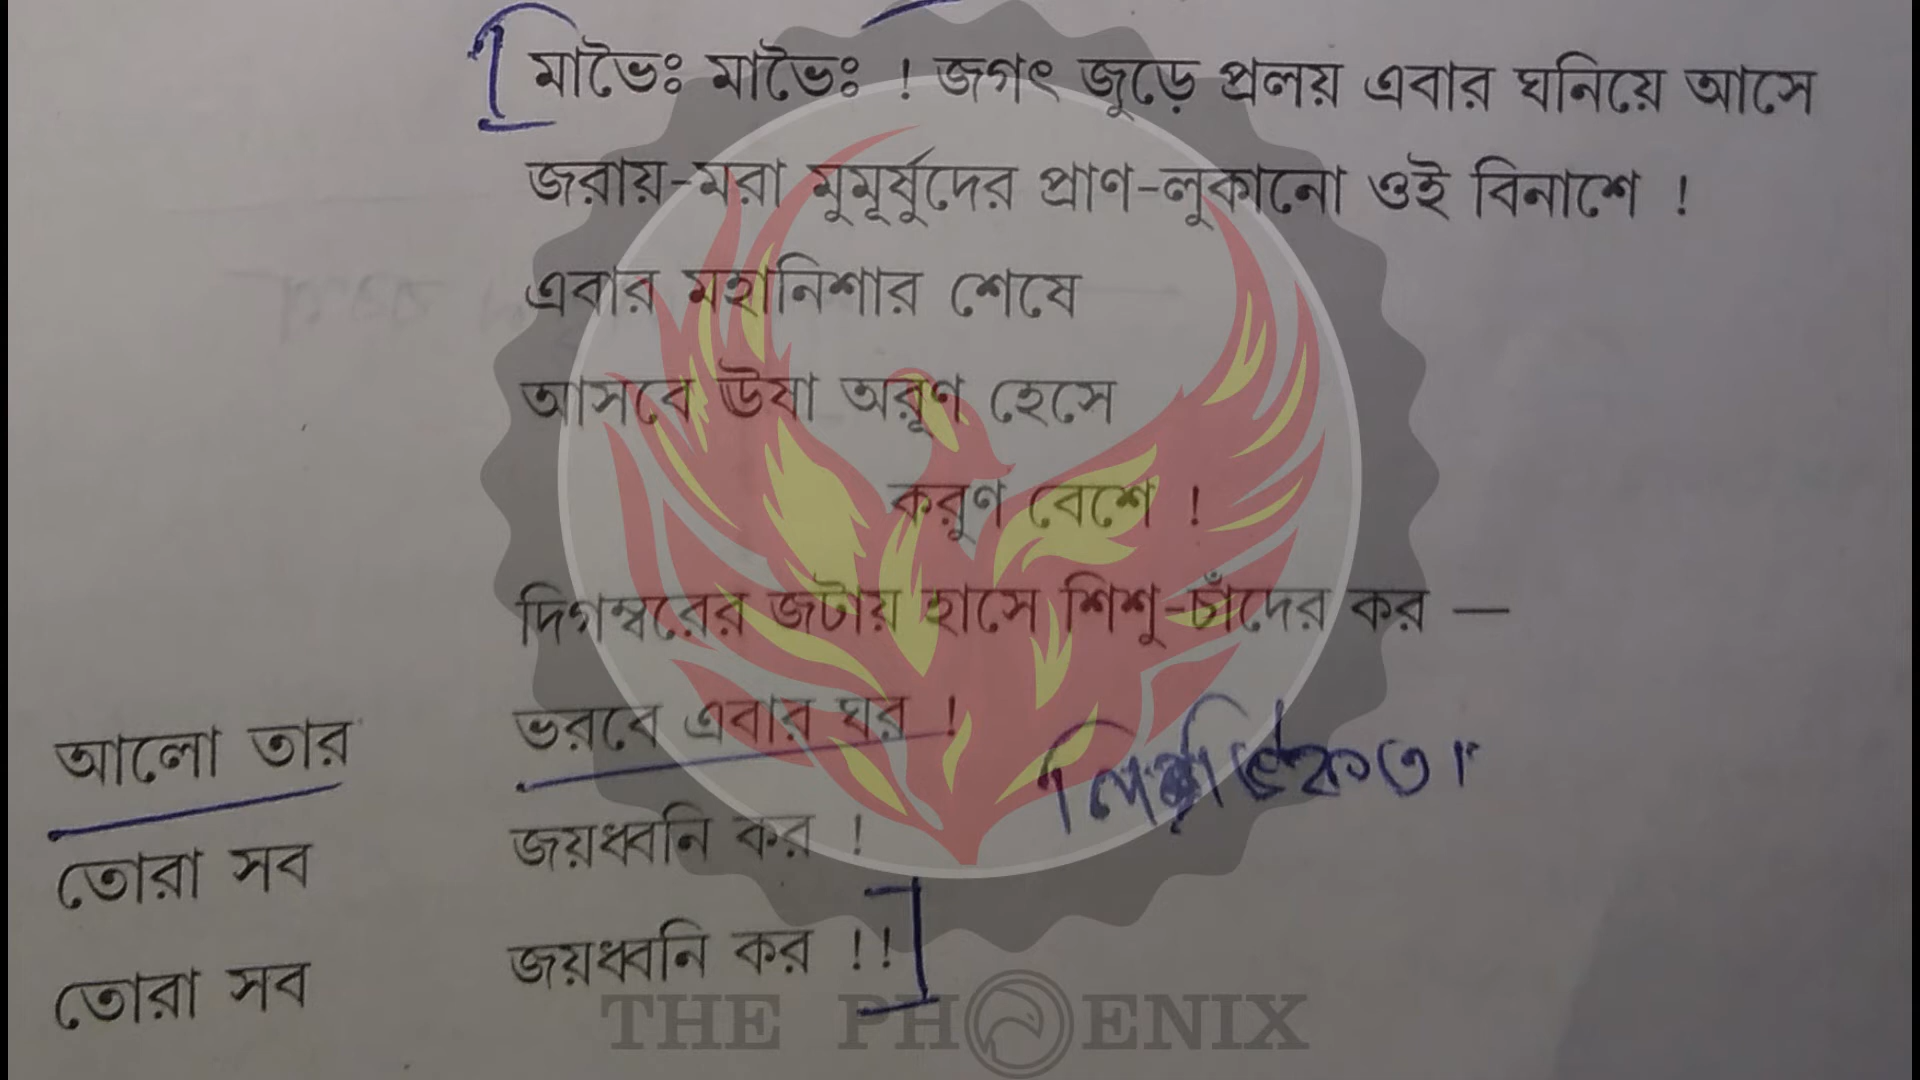 মাভৈঃ মাভৈঃ ! জগৎ জুড়ে প্রলয় এবার ঘনিয়ে আসে
জরায়-মরা মুমূর্ষুদের প্রাণ-লুকানো ওই বিনাশে !
এবার মহানিশার শেষে
আসবে ঊষা অরুণ হেসে
করুণ বেশে !
দিগম্বরের জটায় হাসে শিশু-চাঁদের কর —
আলো তার ভরবে এবার ঘর !
তোরা সব জয়ধ্বনি কর !
তোরা সব জয়ধ্বনি কর !!
THE PHOENIX